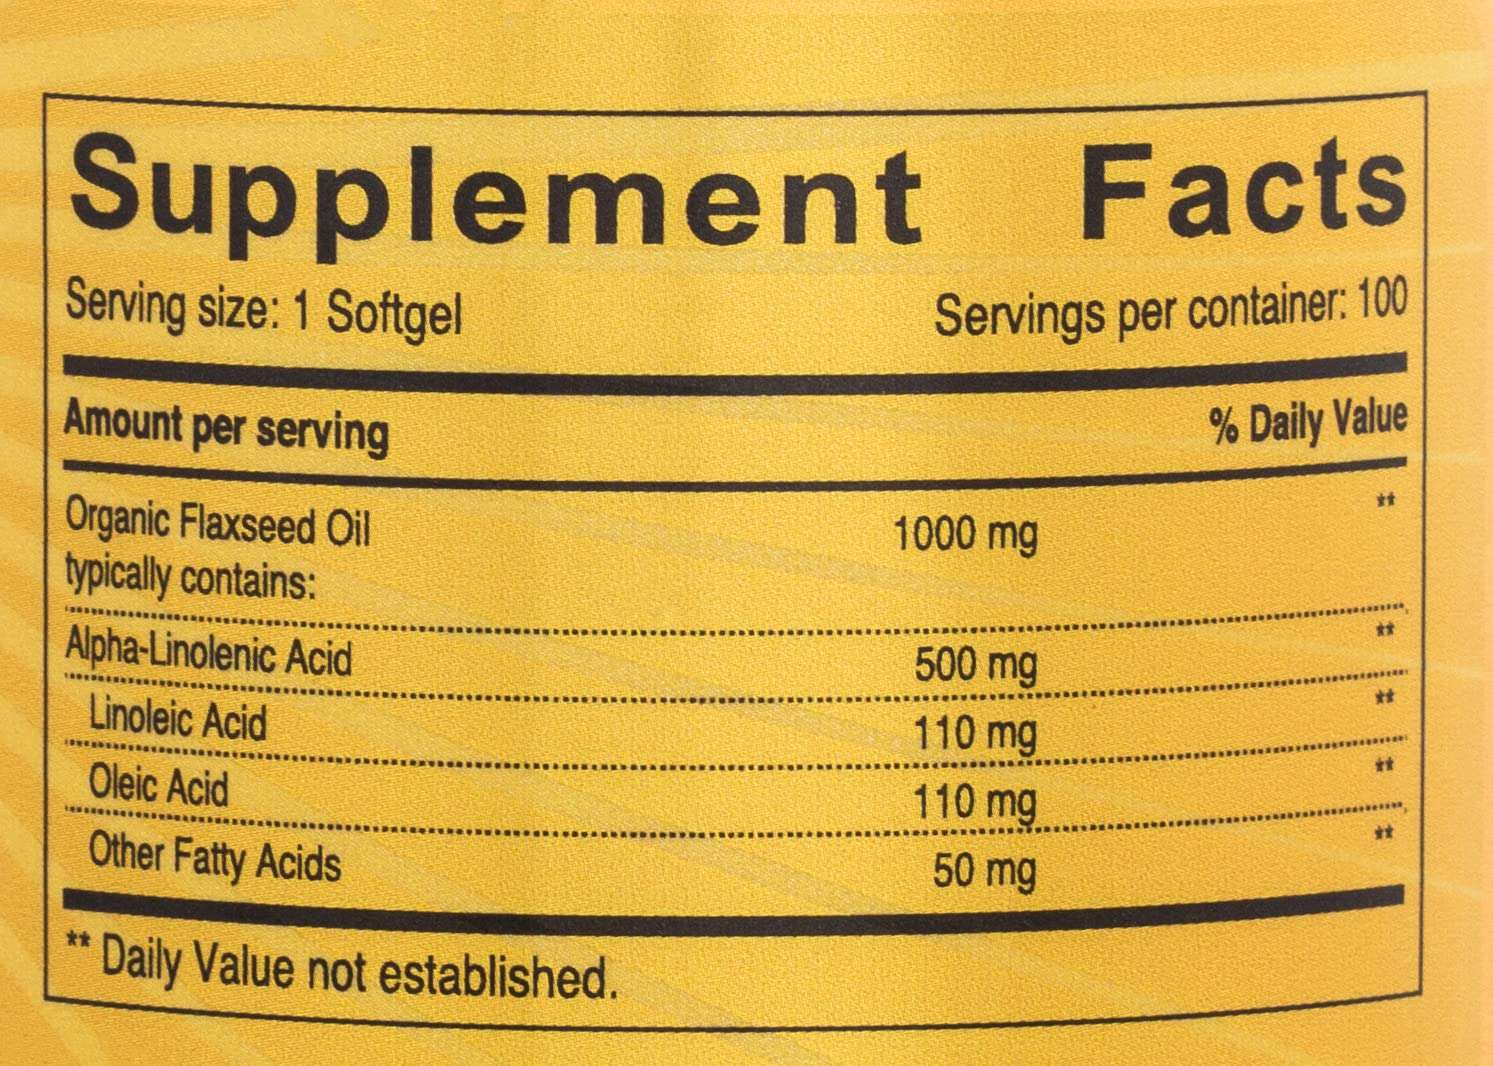 Supplement Facts
Serving size: 1 Softgel Servings per container: 100
Amount per serving % Daily Value
Organic Flaxseed Oil 1000 mg **
typically contains:
Alpha-Linolenic Acid 500 mg **
Linoleic Acid 110 mg **
Oleic Acid 110 mg **
Other Fatty Acids 50 mg **
** Daily Value not established.